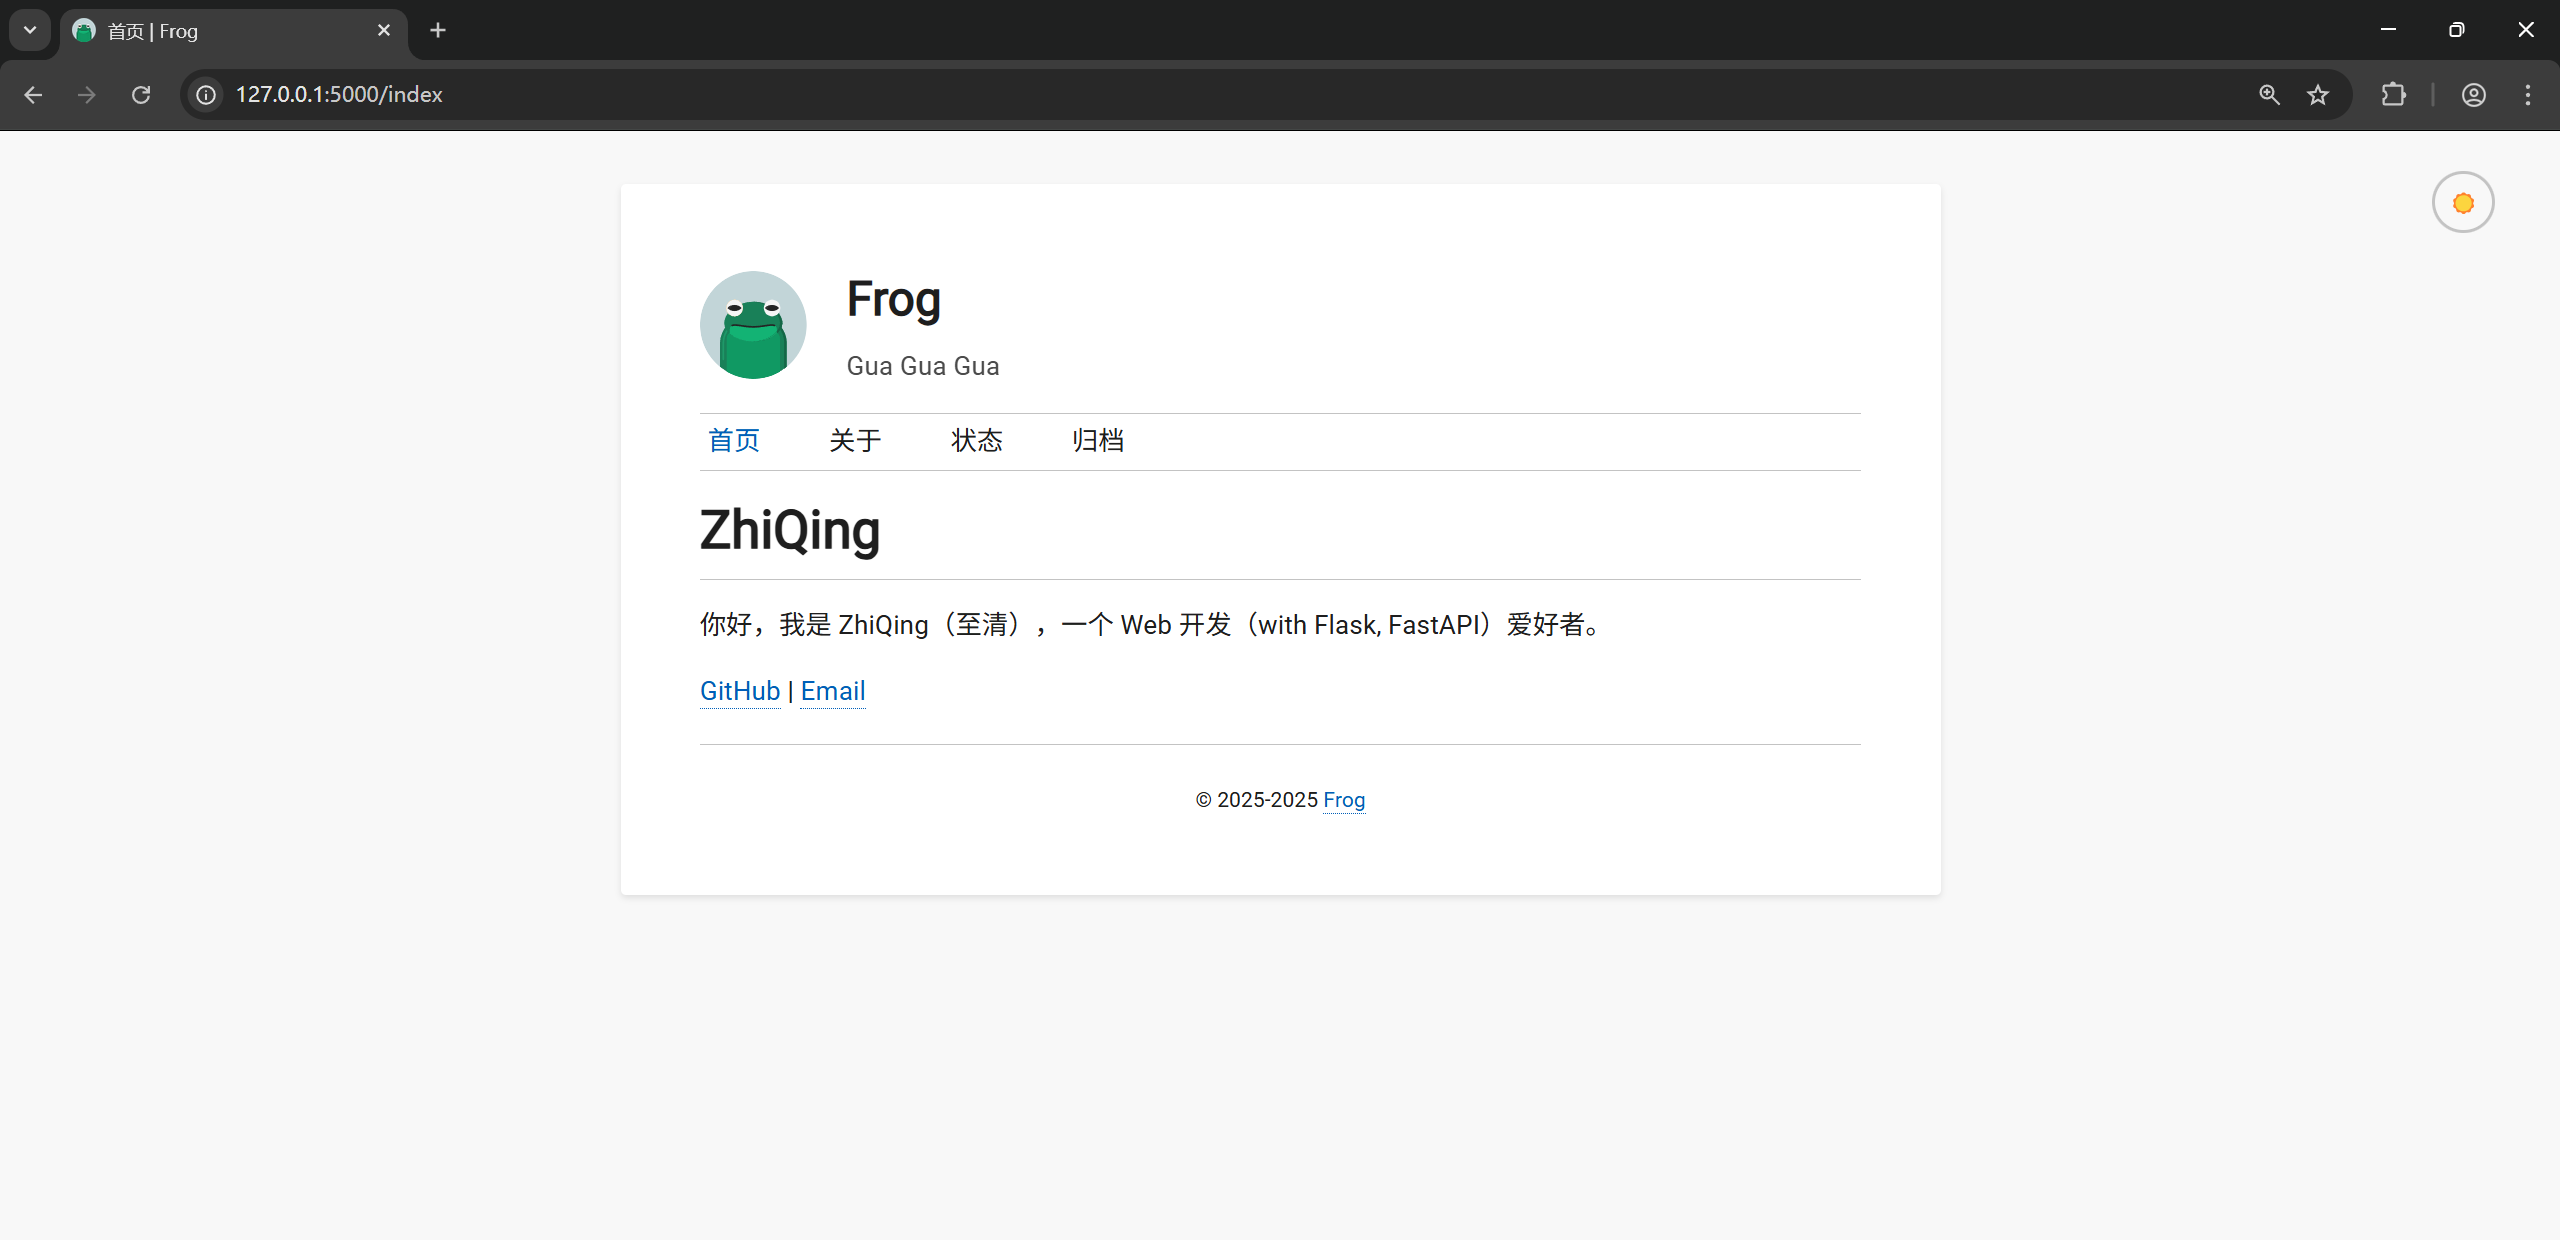 首页 | Frog
127.0.0.1:5000/index
Frog
Gua Gua Gua
首页 关于 状态 归档
ZhiQing
你好，我是 ZhiQing（至清），一个 Web 开发（with Flask, FastAPI）爱好者。
GitHub | Email
© 2025-2025 Frog